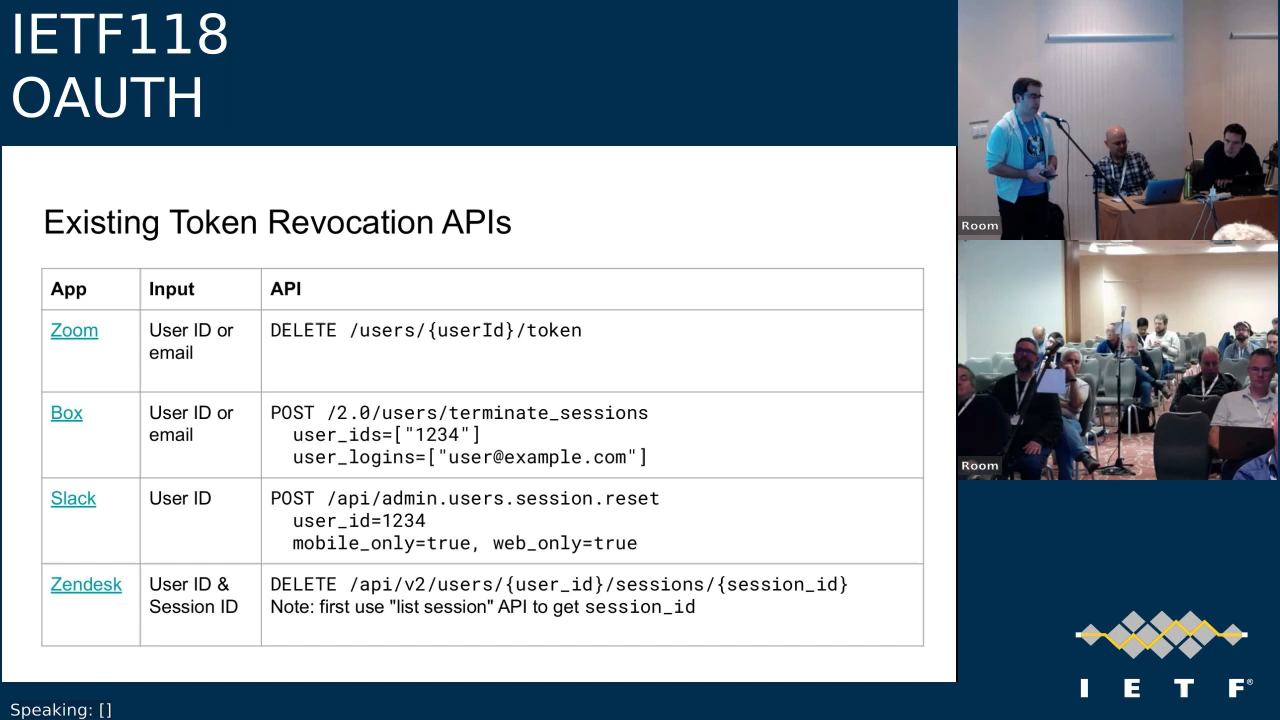 IETF118
OAUTH
Existing Token Revocation APIs
App Input API
Zoom User ID or email DELETE /users/{userId}/token
Box User ID or email POST /2.0/users/terminate_sessions
user_ids=["1234"]
user_logins=["user@example.com"]
Slack User ID POST /api/admin.users.session.reset
user_id=1234
mobile_only=true, web_only=true
Zendesk User ID & Session ID DELETE /api/v2/users/{user_id}/sessions/{session_id}
Note: first use "list session" API to get session_id
Room
Room
I E T F®
Speaking: []